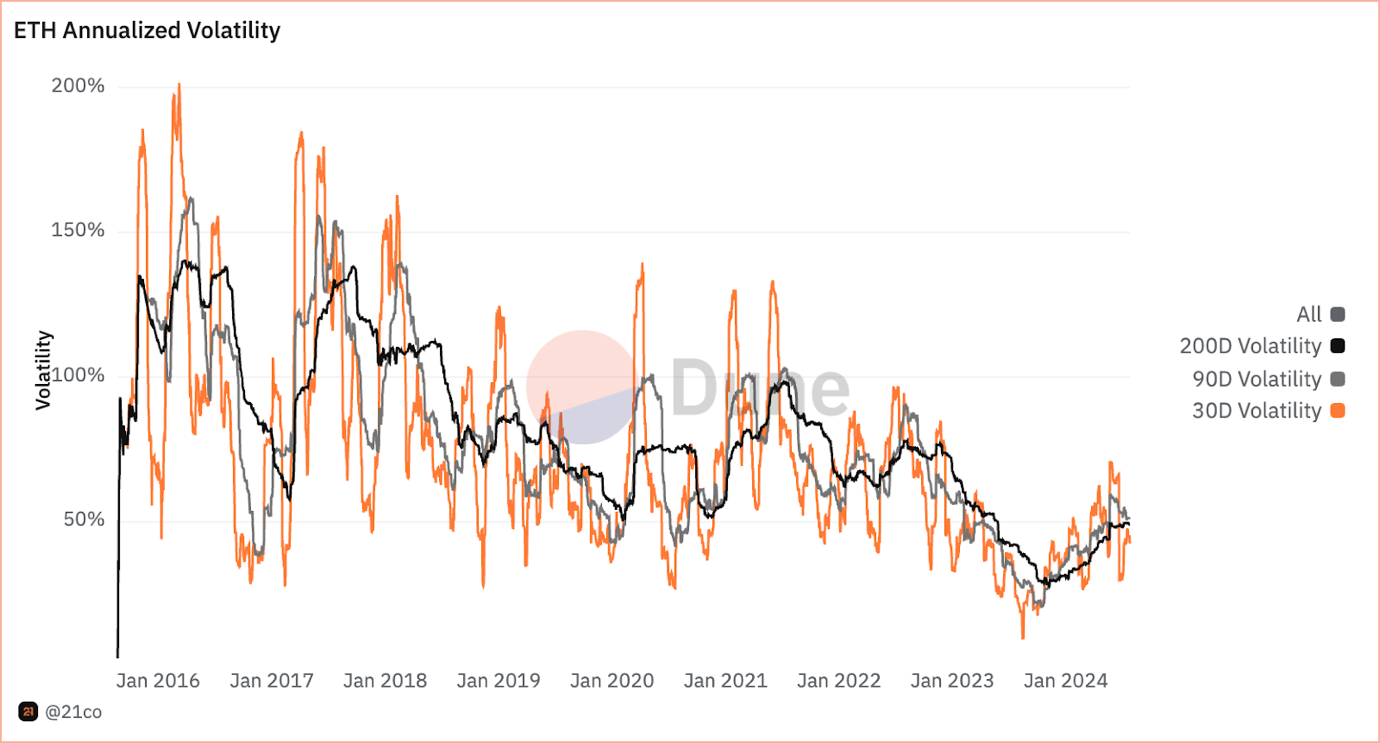 ETH Annualized Volatility
200%
150%
100%
50%
Volatility
Dune
All
200D Volatility
90D Volatility
30D Volatility
Jan 2016 Jan 2017 Jan 2018 Jan 2019 Jan 2020 Jan 2021 Jan 2022 Jan 2023 Jan 2024
21 @21co